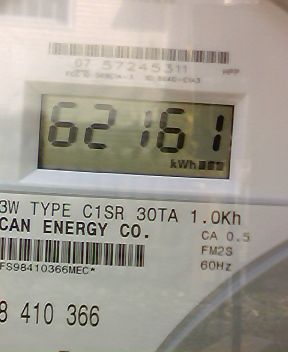 07 57245311
62161
kWh
3W TYPE C1SR 30TA 1.0Kh
CAN ENERGY CO.
CA 0.5
FM2S
60Hz
FS98410366MEC*
8 410 366